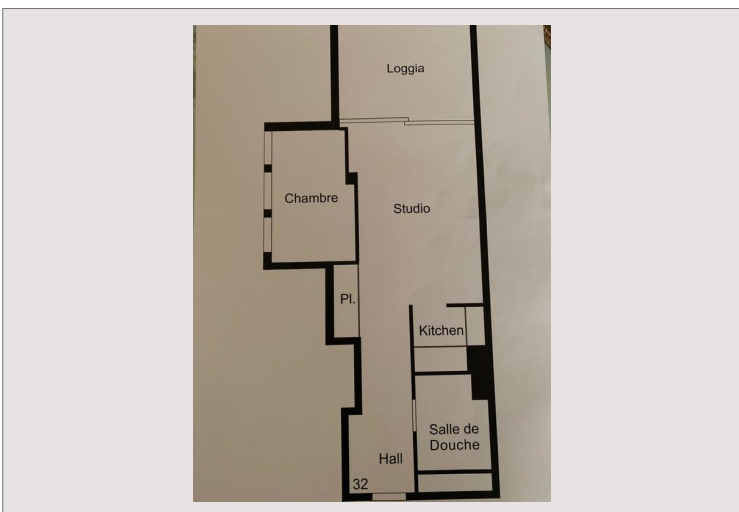 Loggia
Chambre
Studio
Pl.
Kitchen
Salle de
Douche
Hall
32